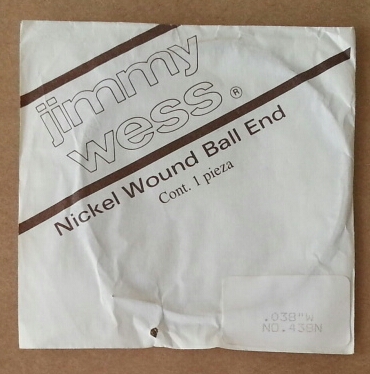 jimmy
wess ®
Nickel Wound Ball End
Cont. 1 pieza
.038"W
NO.438N